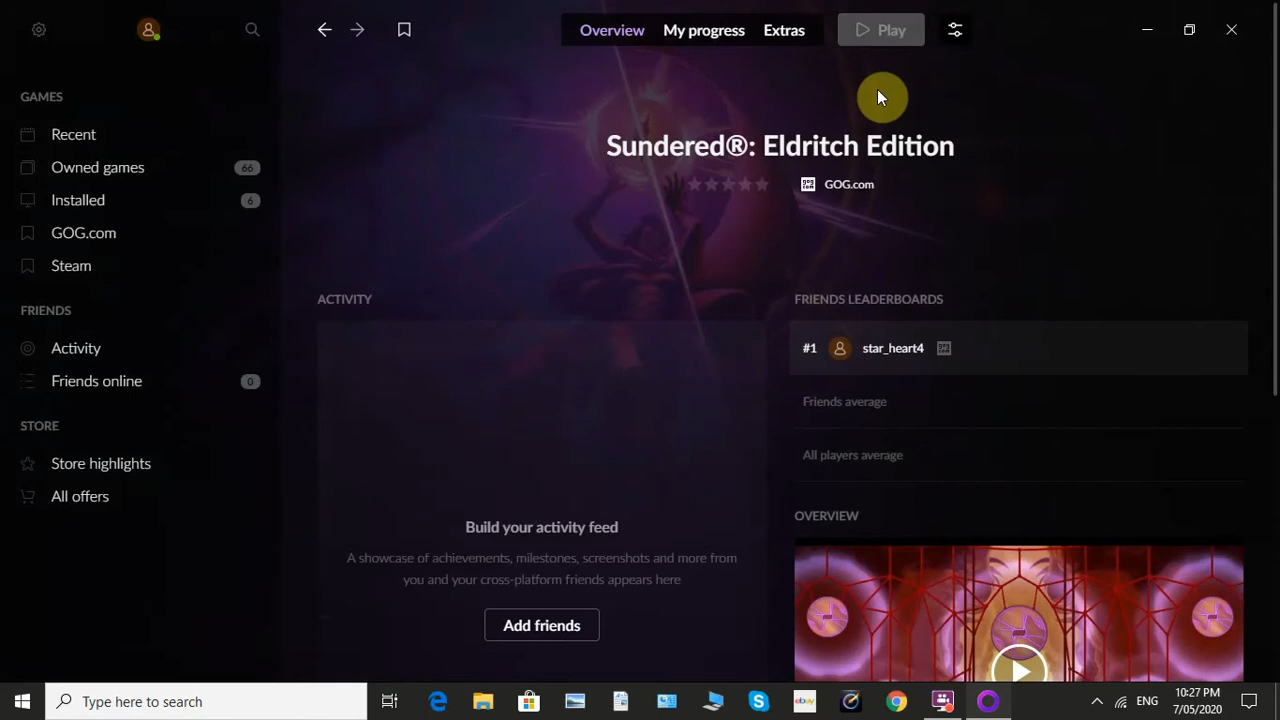 Overview My progress Extras Play
GAMES
Recent
Owned games 66
Installed 6
GOG.com
Steam
FRIENDS
Activity
Friends online 0
STORE
Store highlights
All offers
Sundered®: Eldritch Edition
GOG.com
ACTIVITY
Build your activity feed
A showcase of achievements, milestones, screenshots and more from
you and your cross-platform friends appears here
Add friends
FRIENDS LEADERBOARDS
#1 star_heart4
Friends average
All players average
OVERVIEW
Type here to search
ebay
ENG
10:27 PM
7/05/2020